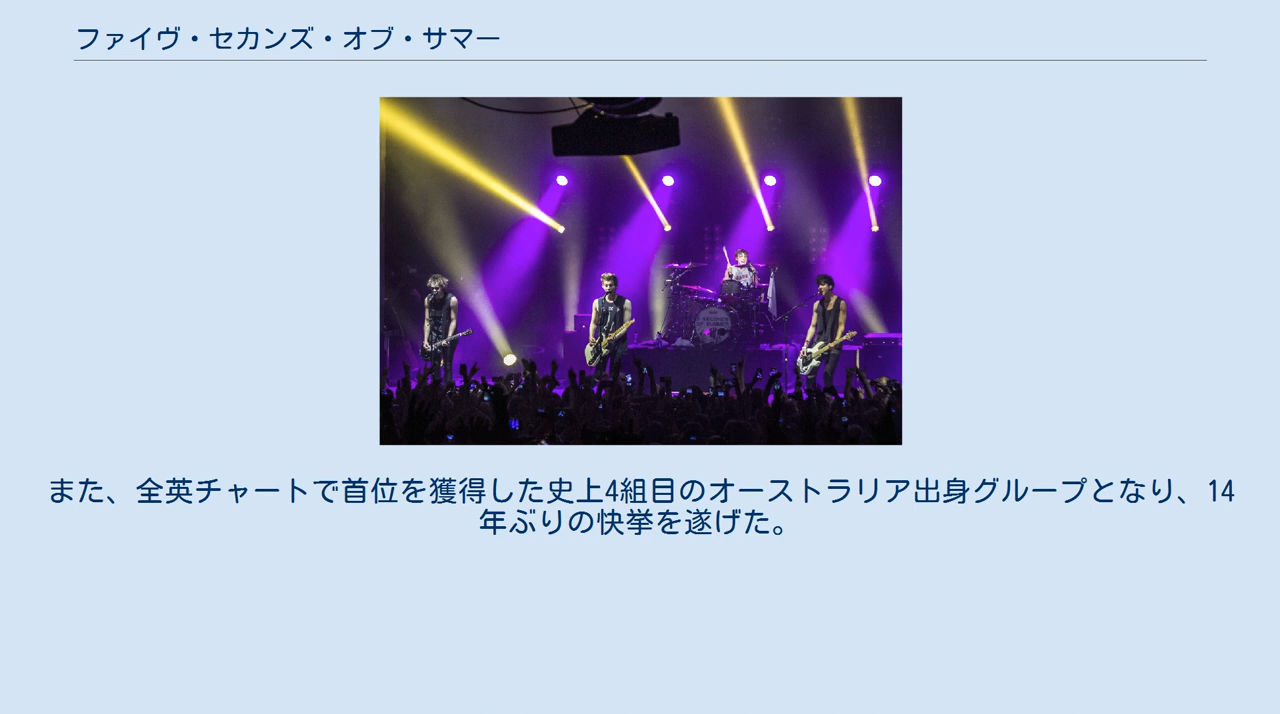 ファイヴ・セカンズ・オブ・サマー
また、全英チャートで首位を獲得した史上4組目のオーストラリア出身グループとなり、14
年ぶりの快挙を遂げた。